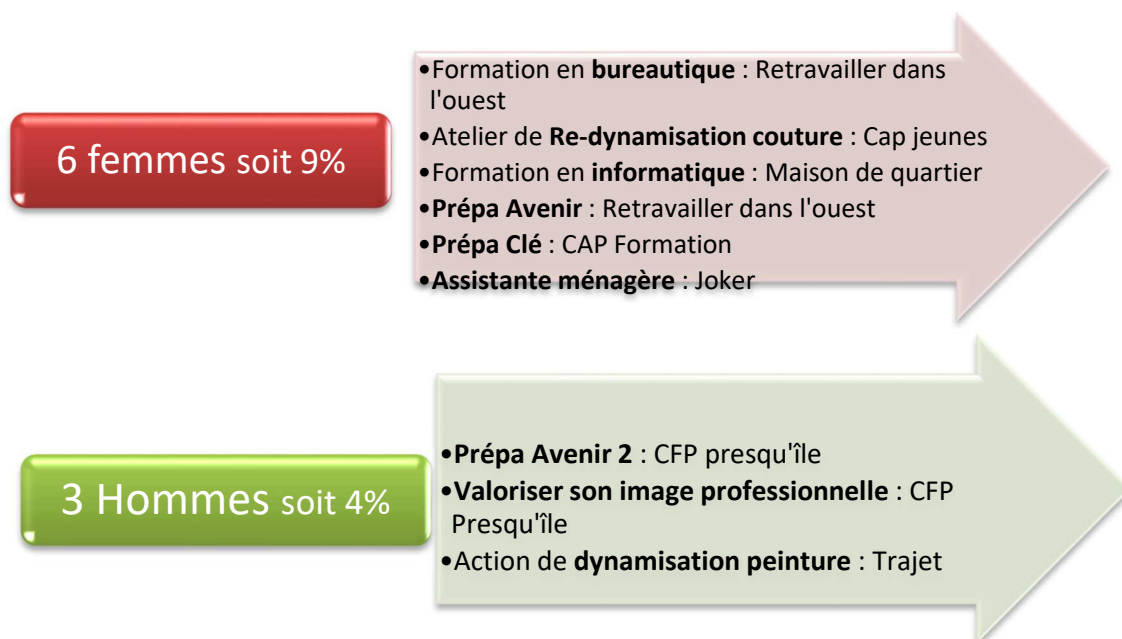 6 femmes soit 9%
•Formation en bureautique : Retravailler dans
l'ouest
•Atelier de Re-dynamisation couture : Cap jeunes
•Formation en informatique : Maison de quartier
•Prépa Avenir : Retravailler dans l'ouest
•Prépa Clé : CAP Formation
•Assistante ménagère : Joker
3 Hommes soit 4%
•Prépa Avenir 2 : CFP presqu'île
•Valoriser son image professionnelle : CFP
Presqu'île
•Action de dynamisation peinture : Trajet